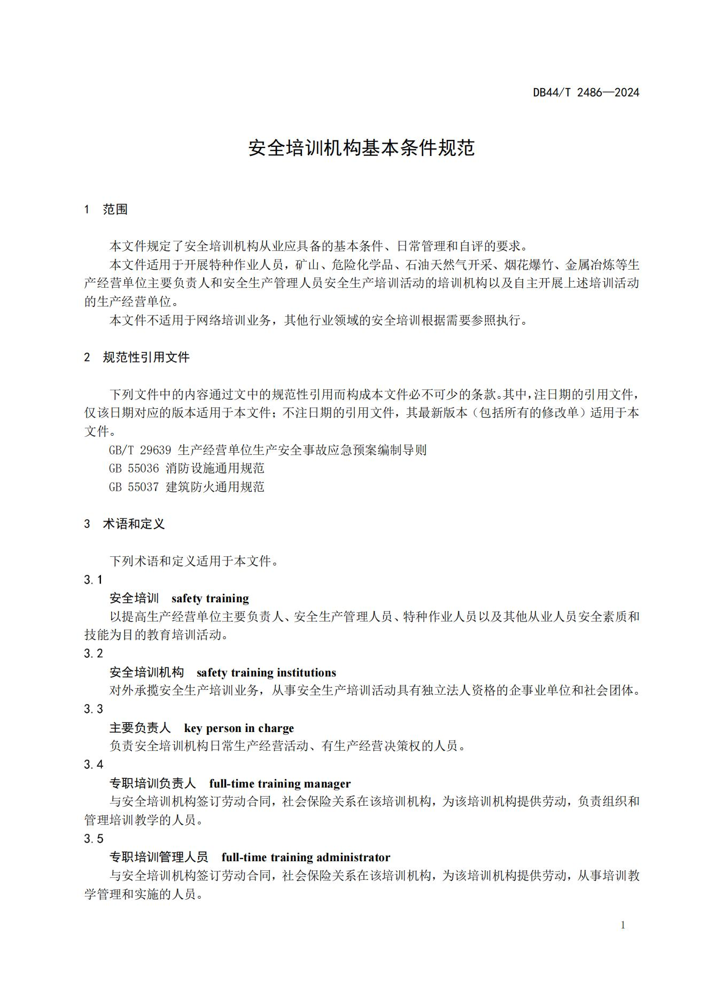 DB44/T 2486—2024
安全培训机构基本条件规范
1 范围
本文件规定了安全培训机构从业应具备的基本条件、日常管理和自评的要求。
本文件适用于开展特种作业人员，矿山、危险化学品、石油天然气开采、烟花爆竹、金属冶炼等生
产经营单位主要负责人和安全生产管理人员安全生产培训活动的培训机构以及自主开展上述培训活动
的生产经营单位。
本文件不适用于网络培训业务，其他行业领域的安全培训根据需要参照执行。
2 规范性引用文件
下列文件中的内容通过文中的规范性引用而构成本文件必不可少的条款。其中，注日期的引用文件，
仅该日期对应的版本适用于本文件；不注日期的引用文件，其最新版本（包括所有的修改单）适用于本
文件。
GB/T 29639 生产经营单位生产安全事故应急预案编制导则
GB 55036 消防设施通用规范
GB 55037 建筑防火通用规范
3 术语和定义
下列术语和定义适用于本文件。
3.1
安全培训 safety training
以提高生产经营单位主要负责人、安全生产管理人员、特种作业人员以及其他从业人员安全素质和
技能为目的教育培训活动。
3.2
安全培训机构 safety training institutions
对外承揽安全生产培训业务，从事安全生产培训活动具有独立法人资格的企事业单位和社会团体。
3.3
主要负责人 key person in charge
负责安全培训机构日常生产经营活动、有生产经营决策权的人员。
3.4
专职培训负责人 full-time training manager
与安全培训机构签订劳动合同，社会保险关系在该培训机构，为该培训机构提供劳动，负责组织和
管理培训教学的人员。
3.5
专职培训管理人员 full-time training administrator
与安全培训机构签订劳动合同，社会保险关系在该培训机构，为该培训机构提供劳动，从事培训教
学管理和实施的人员。
1